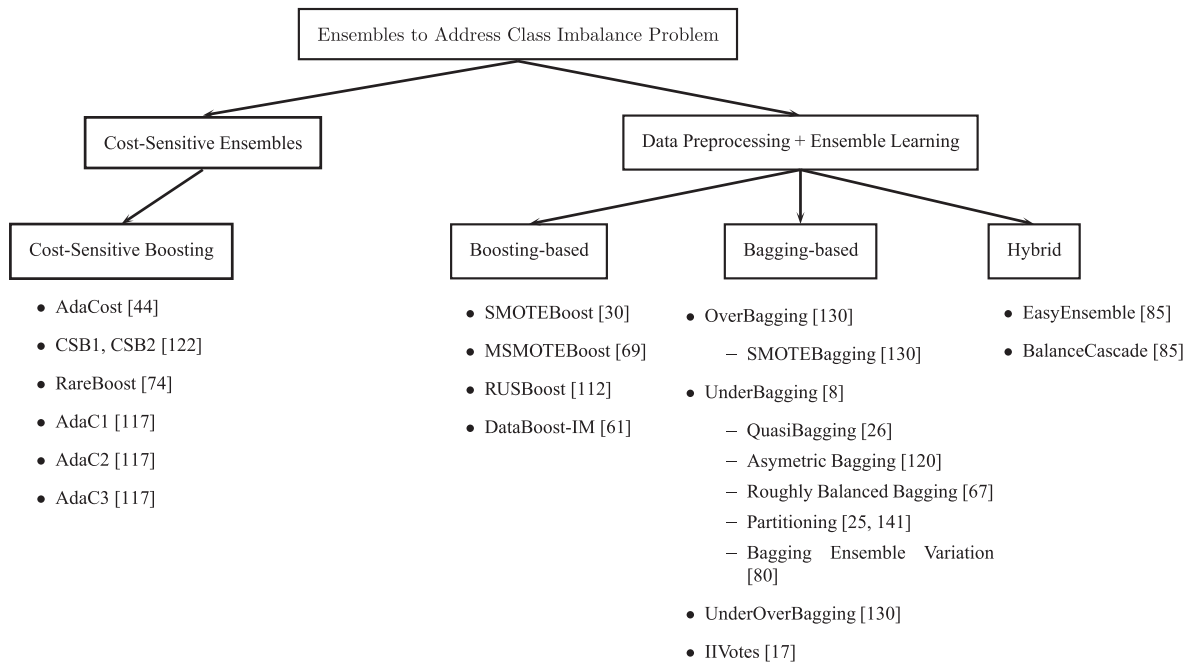 Ensembles to Address Class Imbalance Problem
Cost-Sensitive Ensembles
Data Preprocessing + Ensemble Learning
Cost-Sensitive Boosting
Boosting-based
Bagging-based
Hybrid
• AdaCost [44]
• CSB1, CSB2 [122]
• RareBoost [74]
• AdaC1 [117]
• AdaC2 [117]
• AdaC3 [117]
• SMOTEBoost [30]
• MSMOTEBoost [69]
• RUSBoost [112]
• DataBoost-IM [61]
• OverBagging [130]
– SMOTEBagging [130]
• UnderBagging [8]
– QuasiBagging [26]
– Asymetric Bagging [120]
– Roughly Balanced Bagging [67]
– Partitioning [25, 141]
– Bagging Ensemble Variation
[80]
• UnderOverBagging [130]
• IIVotes [17]
• EasyEnsemble [85]
• BalanceCascade [85]